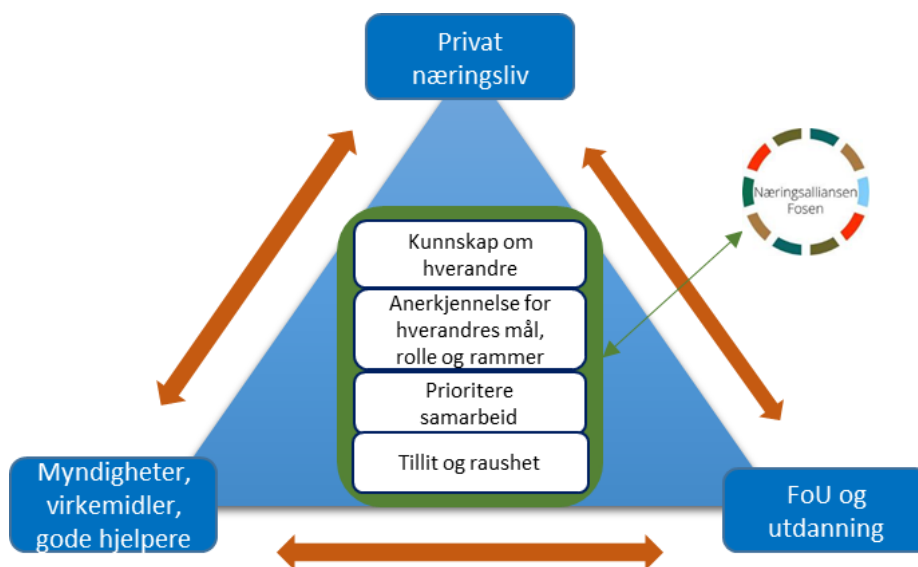 Privat
næringsliv
Næringsalliansen
Fosen
Kunnskap om
hverandre
Anerkjennelse for
hverandres mål,
rolle og rammer
Prioritere
samarbeid
Tillit og raushet
Myndigheter,
virkemidler,
gode hjelpere
FoU og
utdanning